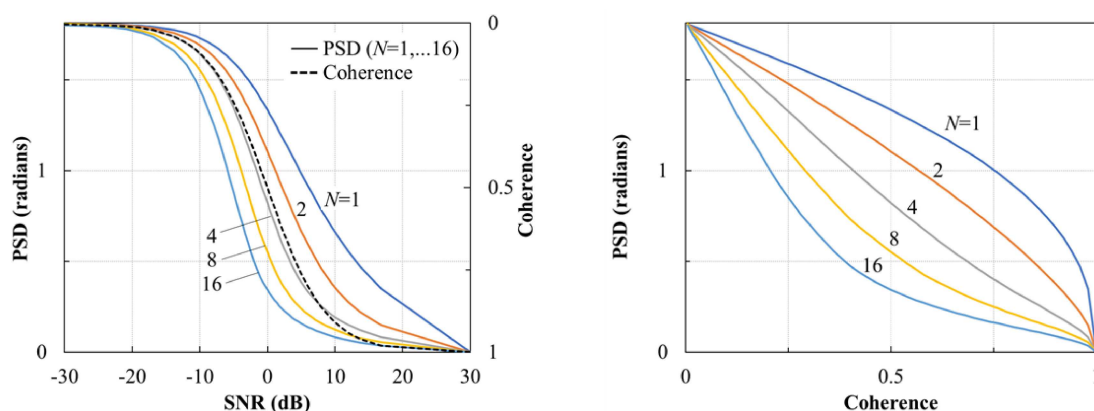 PSD (N=1,...16)
Coherence
PSD (radians)
1
0
-30
-20
-10
0
10
20
30
SNR (dB)
0
0.5
1
Coherence
N=1
2
4
8
16
PSD (radians)
1
0
0
0.5
Coherence
N=1
2
4
8
16